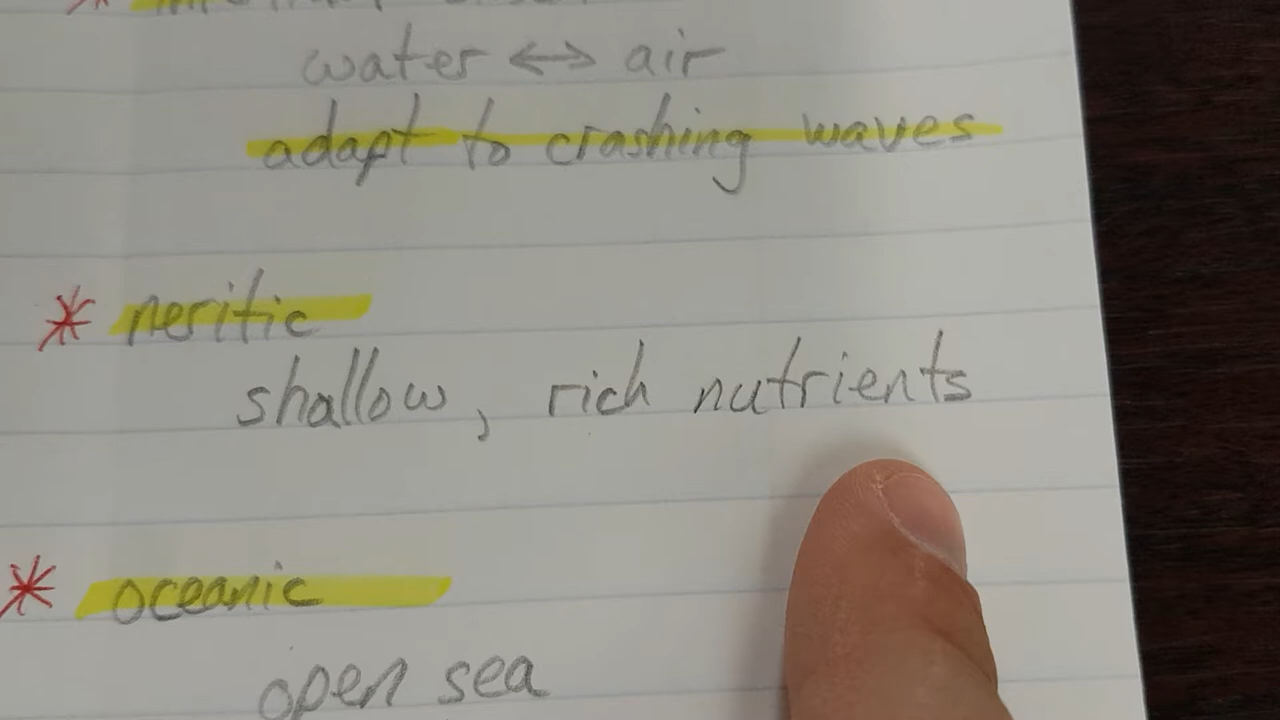 water ↔ air
adapt to crashing waves
* neritic
shallow, rich nutrients
* oceanic
open sea